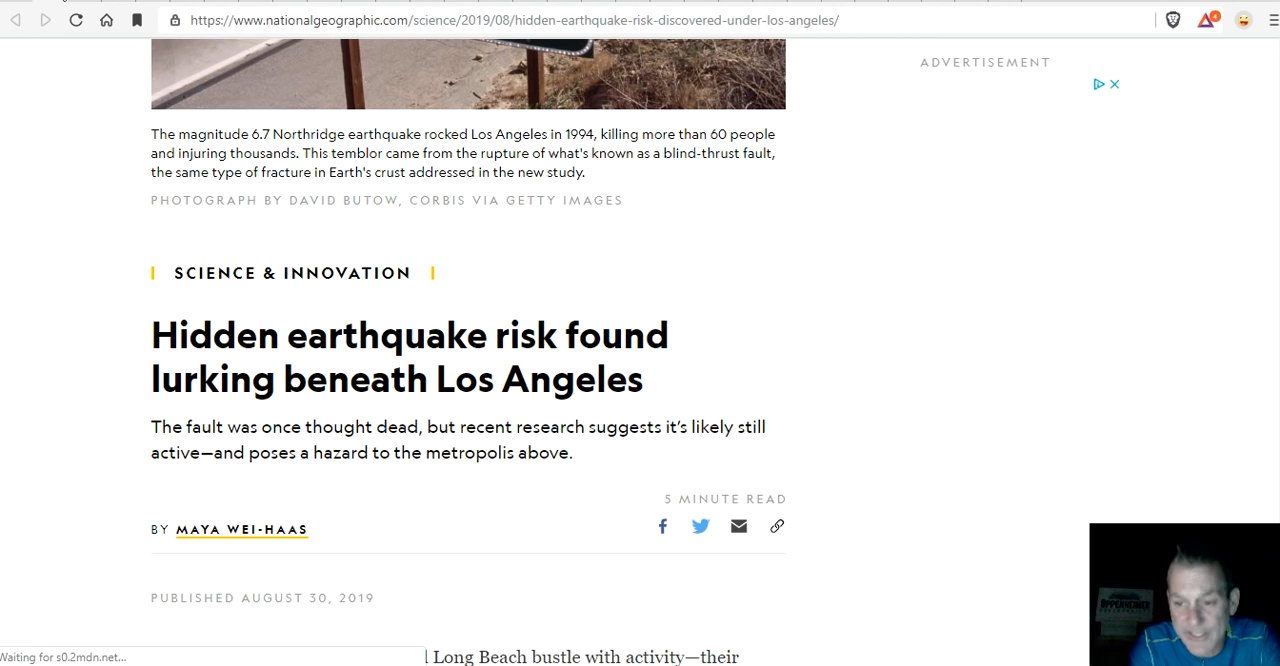 https://www.nationalgeographic.com/science/2019/08/hidden-earthquake-risk-discovered-under-los-angeles/
4
ADVERTISEMENT
The magnitude 6.7 Northridge earthquake rocked Los Angeles in 1994, killing more than 60 people
and injuring thousands. This temblor came from the rupture of what's known as a blind-thrust fault,
the same type of fracture in Earth's crust addressed in the new study.
PHOTOGRAPH BY DAVID BUTOW, CORBIS VIA GETTY IMAGES
SCIENCE & INNOVATION
Hidden earthquake risk found
lurking beneath Los Angeles
The fault was once thought dead, but recent research suggests it's likely still
active—and poses a hazard to the metropolis above.
5 MINUTE READ
BY MAYA WEI-HAAS
PUBLISHED AUGUST 30, 2019
OPPENHEIMER
Long Beach bustle with activity—their
Waiting for s0.2mdn.net...